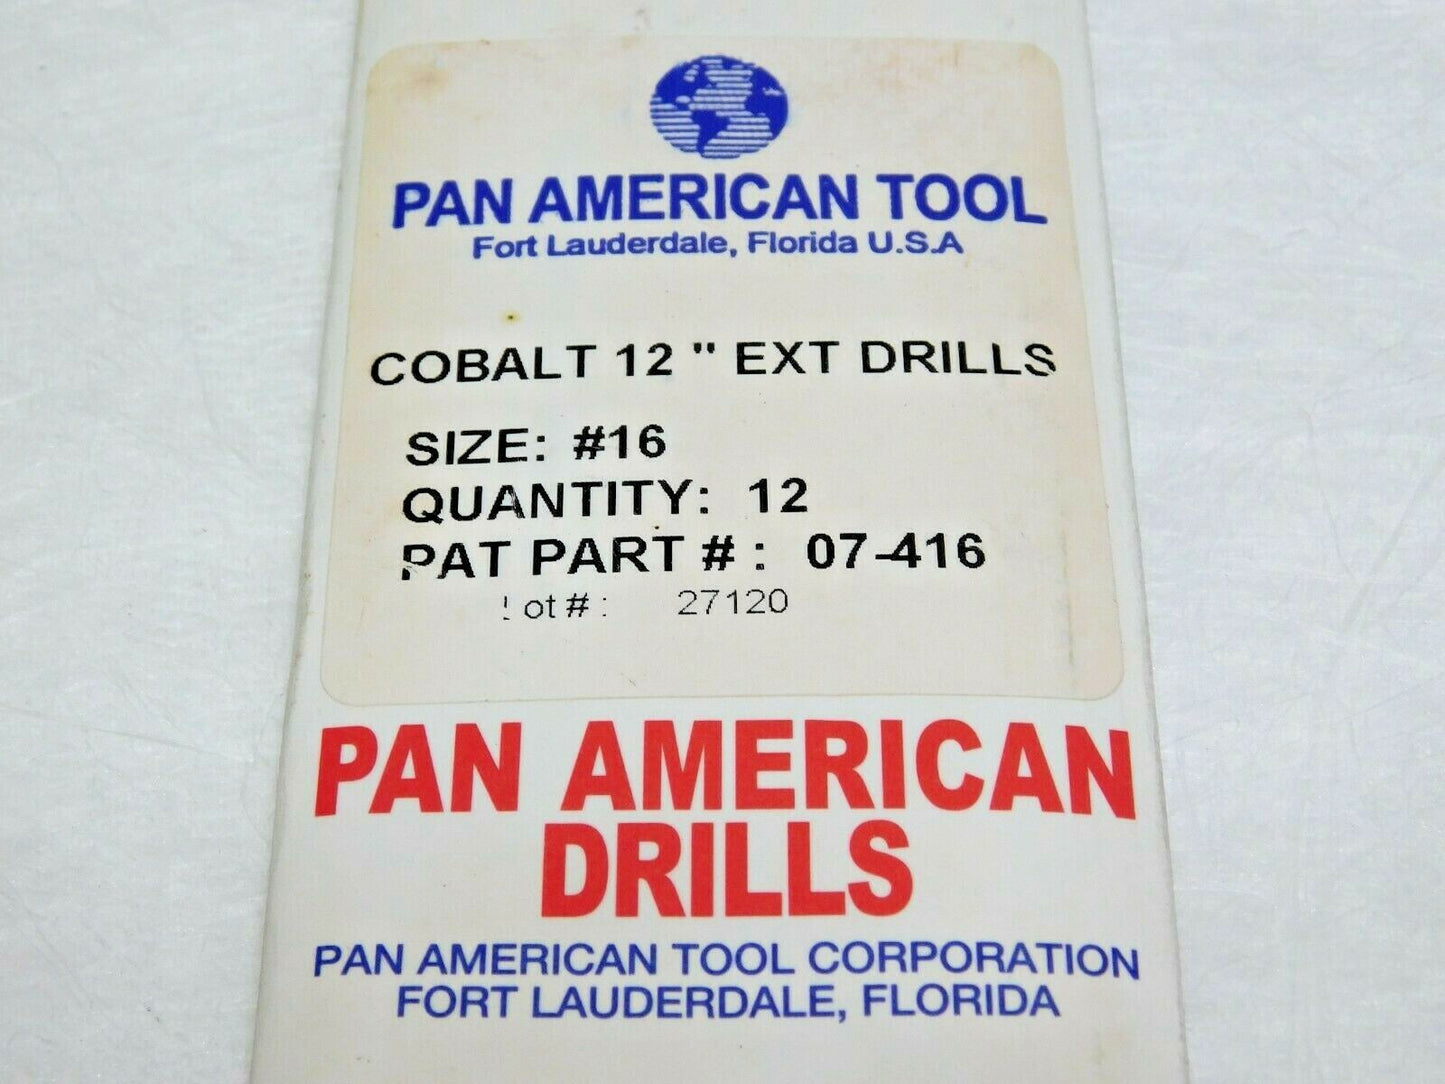 PAN AMERICAN TOOL
Fort Lauderdale, Florida U.S.A
COBALT 12 " EXT DRILLS
SIZE: #16
QUANTITY: 12
PAT PART # : 07-416
Lot # : 27120
PAN AMERICAN
DRILLS
PAN AMERICAN TOOL CORPORATION
FORT LAUDERDALE, FLORIDA